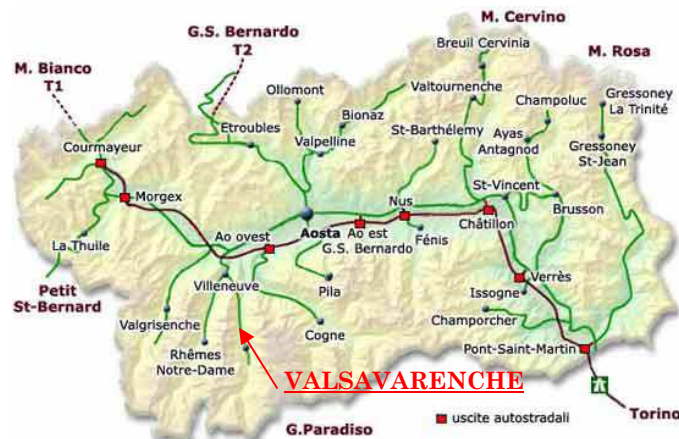 M. Cervino
G.S. Bernardo
T2
Breuil Cervinia
M. Rosa
M. Bianco
T1
Ollomont
Valtournenche
Champoluc
Gressoney
La Trinité
Bionaz
Etroubles
St-Barthélemy
Ayas
Antagnod
Gressoney
St-Jean
Courmayeur
Valpelline
Morgex
Nus
St-Vincent
Brusson
La Thuile
Ao ovest
Aosta
Ao est
G.S. Bernardo
Fénis
Châtillon
Petit
St-Bernard
Villeneuve
Pila
Issogne
Verrès
Valgrisenche
Cogne
Champorcher
Rhêmes
Notre-Dame
Pont-Saint-Martin
VALSAVARENCHE
G.Paradiso
uscite autostradali
Torino